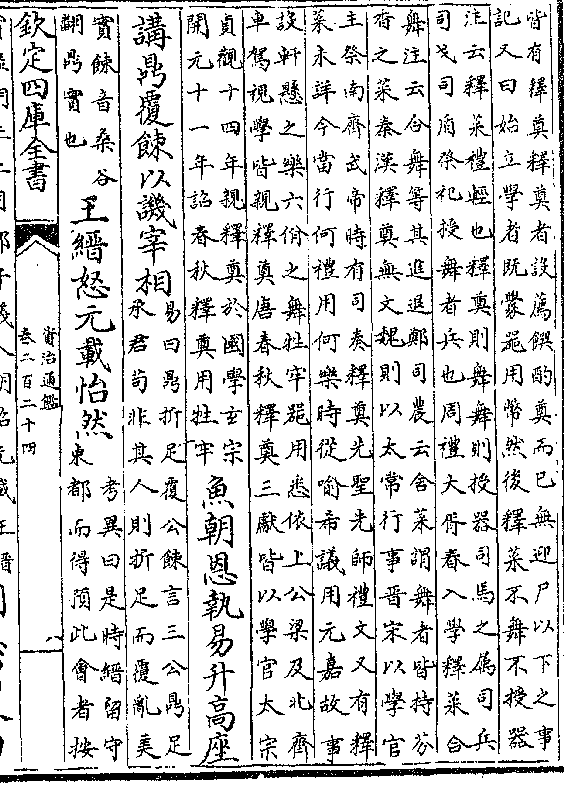 皆有釋奠釋奠者設薦饌酌奠而已無迎尸以下之事
記又曰始立學者既釁器用幣然後釋菜不舞不授器
注云釋菜禮輕也釋奠則舞舞則授器司馬之屬司兵
司戈司盾祭祀授舞者兵也周禮大胥春入學釋菜合
舞注云合舞等其進退鄭司農云舍菜謂舞者皆持芬
香之菜秦漢釋奠無文魏則以太常行事晉宋以學官
主祭南齊武帝時有司奏釋奠先聖先師禮文又有釋
菜未詳今當行何禮用何樂時從喻希議用元嘉故事
設軒懸之樂六佾之舞牲牢器用悉依上公梁及北齊
車駕視學皆親釋奠唐春秋釋奠三獻皆以學官太宗
貞觀十四年親釋奠於國學玄宗
開元十一年詔春秋釋奠用牲牢
魚朝恩執易升高座
講鼎覆餗以譏宰相
易曰鼎折足覆公餗言三公鼎足
承君苟非其人則折足而覆亂美
實餗音桑谷
翻鼎實也
王縉怒元載怡然
考異曰是時縉留守
東都而得預此會者按
欽定四庫全書
資治通鑑
卷二百二十四